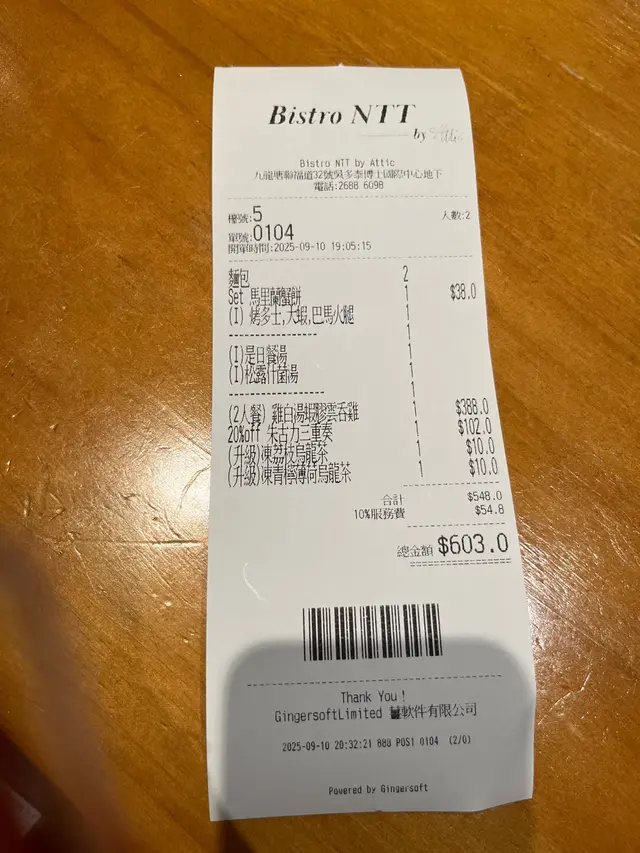 Bistro NTT
by Attic
Bistro NTT by Attic
九龍塘聯福道32號吳多泰博士國際中心地下
電話:2688 6098
檯號:5 人數:2
單號:0104
開單時間:2025-09-10 19:05:15
麵包 2
Set 馬里蘭蟹餅 1 $38.0
(I) 烤多士,大蝦,巴馬火腿 1
1
(I)是日餐湯 1
(I)松露什菌湯 1
1
(2人餐) 雞白湯蝦膠雲吞雞 1 $388.0
20%off 朱古力三重奏 1 $102.0
(升級)凍荔枝烏龍茶 1 $10.0
(升級)凍青檸薄荷烏龍茶 1 $10.0
合計 $548.0
10%服務費 $54.8
總金額 $603.0
Thank You!
GingersoftLimited 軟件有限公司
2025-09-10 20:32:21 888 POS1 0104 (2/0)
Powered by Gingersoft